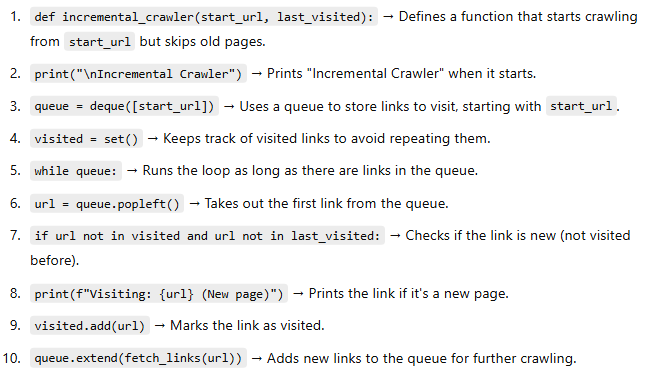 1. def incremental_crawler(start_url, last_visited): → Defines a function that starts crawling
from start_url but skips old pages.
2. print("\nIncremental Crawler") → Prints "Incremental Crawler" when it starts.
3. queue = deque([start_url]) → Uses a queue to store links to visit, starting with start_url.
4. visited = set() → Keeps track of visited links to avoid repeating them.
5. while queue: → Runs the loop as long as there are links in the queue.
6. url = queue.popleft() → Takes out the first link from the queue.
7. if url not in visited and url not in last_visited: → Checks if the link is new (not visited
before).
8. print(f"Visiting: {url} (New page)") → Prints the link if it's a new page.
9. visited.add(url) → Marks the link as visited.
10. queue.extend(fetch_links(url)) → Adds new links to the queue for further crawling.